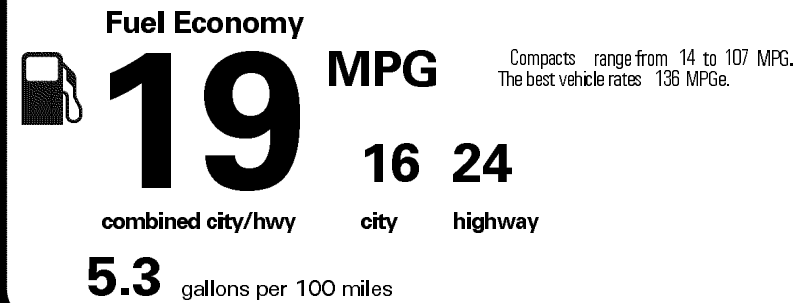 Fuel Economy
19 MPG
Compacts range from 14 to 107 MPG.
The best vehicle rates 136 MPGe.
16 24
combined city/hwy city highway
5.3 gallons per 100 miles